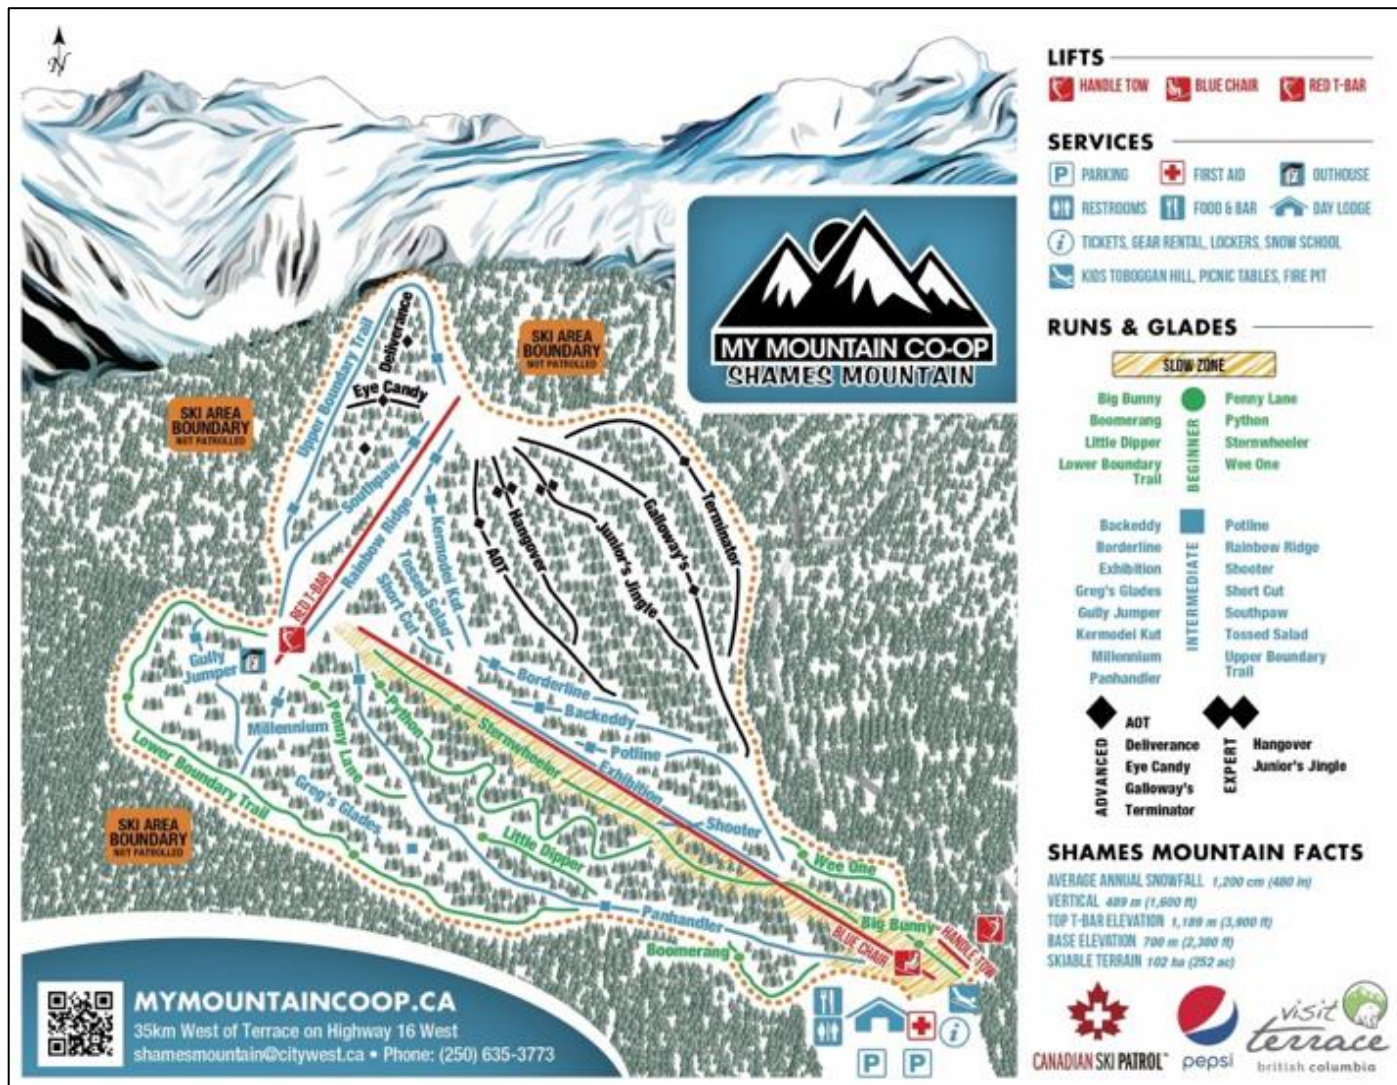 N
LIFTS
HANDLE TOW BLUE CHAIR RED T-BAR
SERVICES
P PARKING FIRST AID OUTHOUSE
RESTROOMS FOOD & BAR DAY LODGE
i TICKETS, GEAR RENTAL, LOCKERS, SNOW SCHOOL
KIDS TOBOGGAN HILL, PICNIC TABLES, FIRE PIT
RUNS & GLADES
SLOW ZONE
BEGINNER
Big Bunny Penny Lane
Boomerang Python
Little Dipper Sternwheeler
Lower Boundary Wee One
Trail
INTERMEDIATE
Backeddy Potline
Borderline Rainbow Ridge
Exhibition Shooter
Greg's Glades Short Cut
Gully Jumper Southpaw
Kermodei Kut Tossed Salad
Millennium Upper Boundary
Panhandler Trail
ADVANCED
AOT
Deliverance
Eye Candy
Galloway's
Terminator
EXPERT
Hangover
Junior's Jingle
SHAMES MOUNTAIN FACTS
AVERAGE ANNUAL SNOWFALL 1,200 cm (480 in)
VERTICAL 489 m (1,600 ft)
TOP T-BAR ELEVATION 1,189 m (3,900 ft)
BASE ELEVATION 700 m (2,300 ft)
SKIABLE TERRAIN 102 ha (252 ac)
CANADIAN SKI PATROL™
pepsi
visit
terrace
british columbia
MY MOUNTAIN CO-OP
SHAMES MOUNTAIN
SKI AREA
BOUNDARY
NOT PATROLLED
SKI AREA
BOUNDARY
NOT PATROLLED
SKI AREA
BOUNDARY
NOT PATROLLED
Upper Boundary Trail
Deliverance
Eye Candy
Southpaw
RED T-BAR
Rainbow Ridge
Kermodei Kut
Tossed Salad
Short Cut
AOT
Hangover
Junior's Jingle
Galloway's
Terminator
Gully
Jumper
Millennium
Penny Lane
Python
Sternwheeler
Borderline
Backeddy
Potline
Exhibition
Shooter
Wee One
Lower Boundary Trail
Greg's Glades
Little Dipper
Panhandler
Boomerang
Big Bunny
BLUE CHAIR
HANDLE TOW
i
P P
MYMOUNTAINCOOP.CA
35km West of Terrace on Highway 16 West
shamesmountain@citywest.ca • Phone: (250) 635-3773